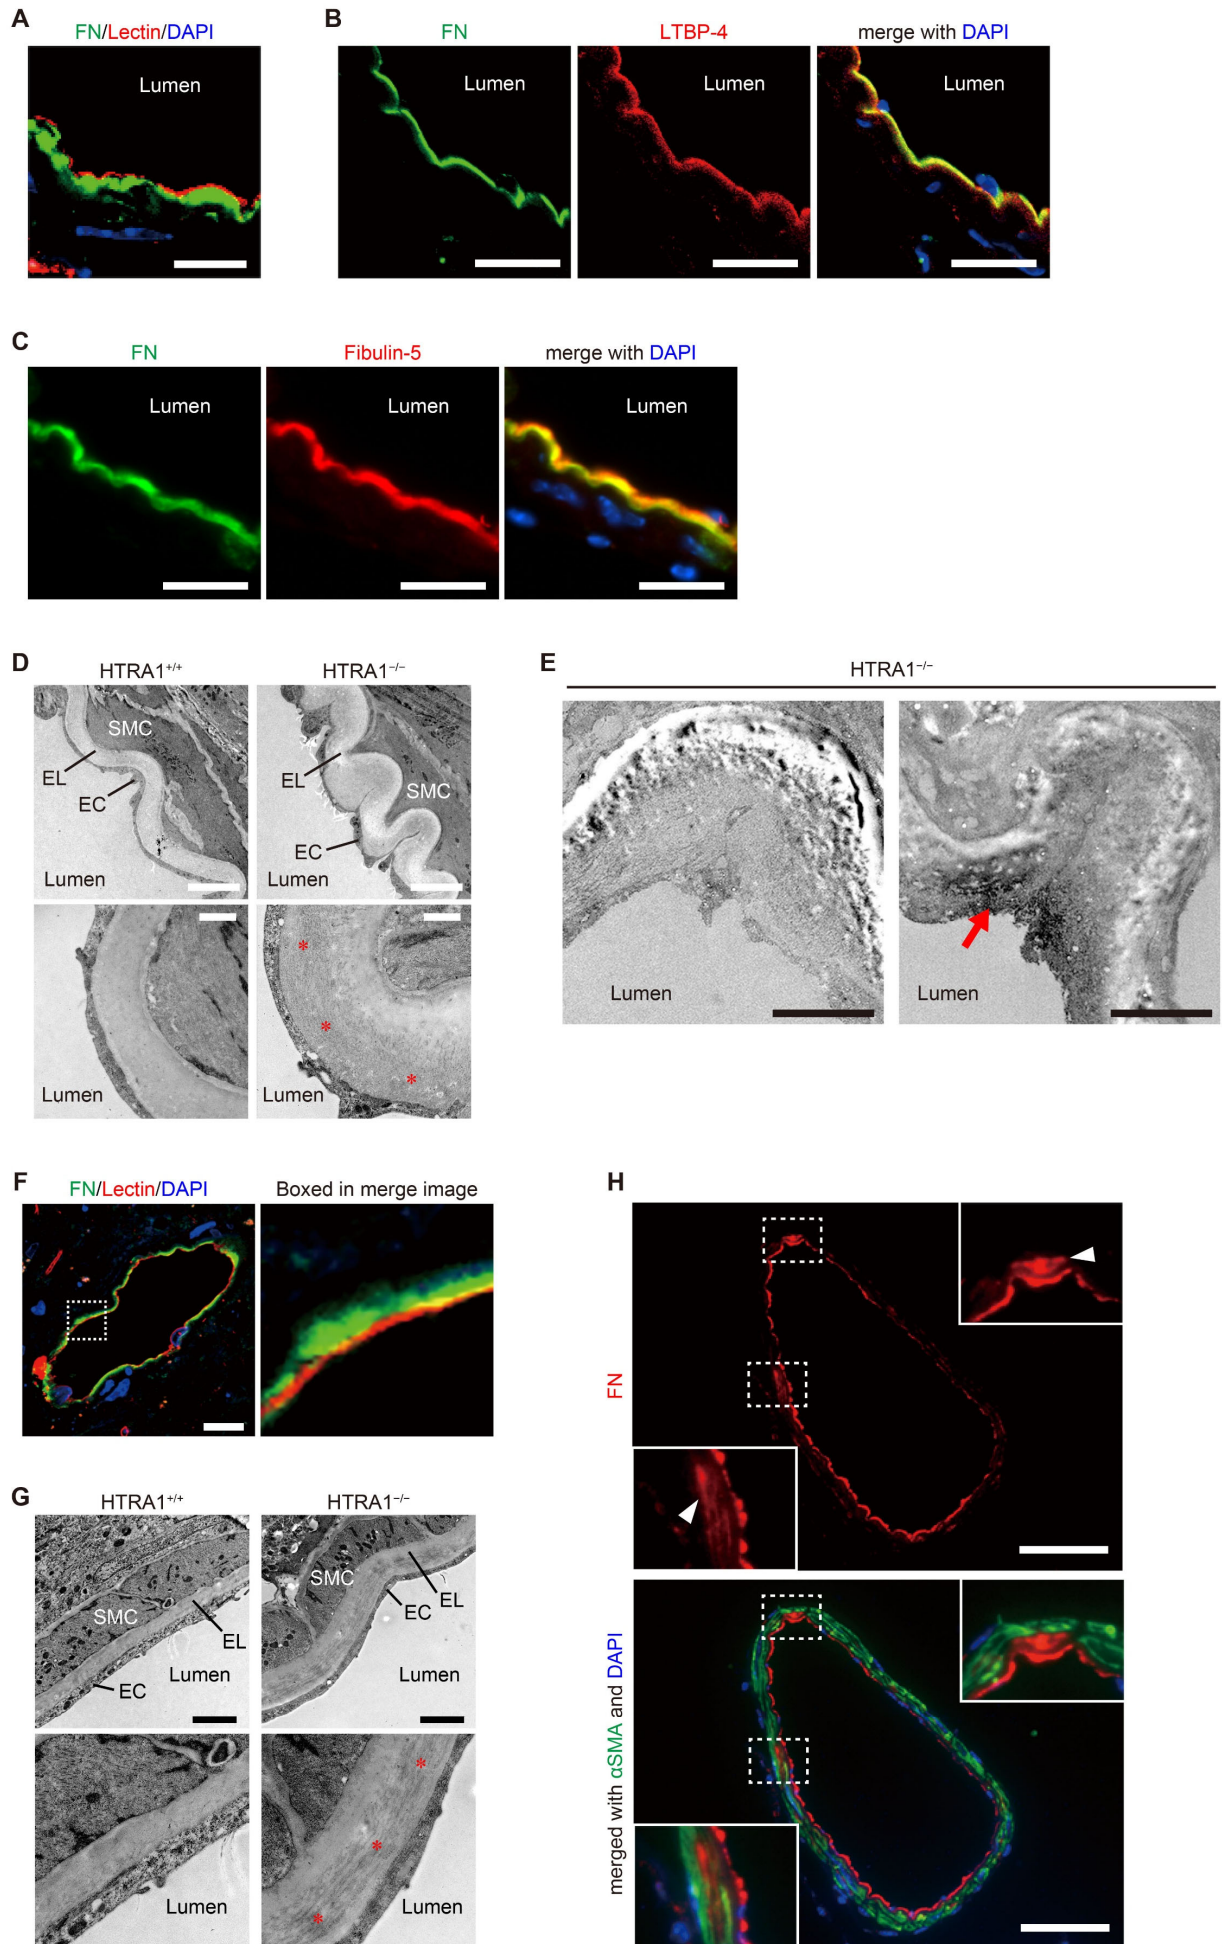 A
FN/Lectin/DAPI
Lumen
B
FN
LTBP-4
merge with DAPI
Lumen
Lumen
Lumen
C
FN
Fibulin-5
merge with DAPI
Lumen
Lumen
Lumen
D
HTRA1+/+
HTRA1−/−
SMC
EL
EC
Lumen
EL
SMC
EC
Lumen
*
*
*
Lumen
Lumen
E
HTRA1−/−
Lumen
Lumen
F
FN/Lectin/DAPI
Boxed in merge image
G
HTRA1+/+
HTRA1−/−
SMC
EL
Lumen
EC
SMC
EL
EC
Lumen
*
*
*
Lumen
Lumen
H
FN
merged with αSMA and DAPI